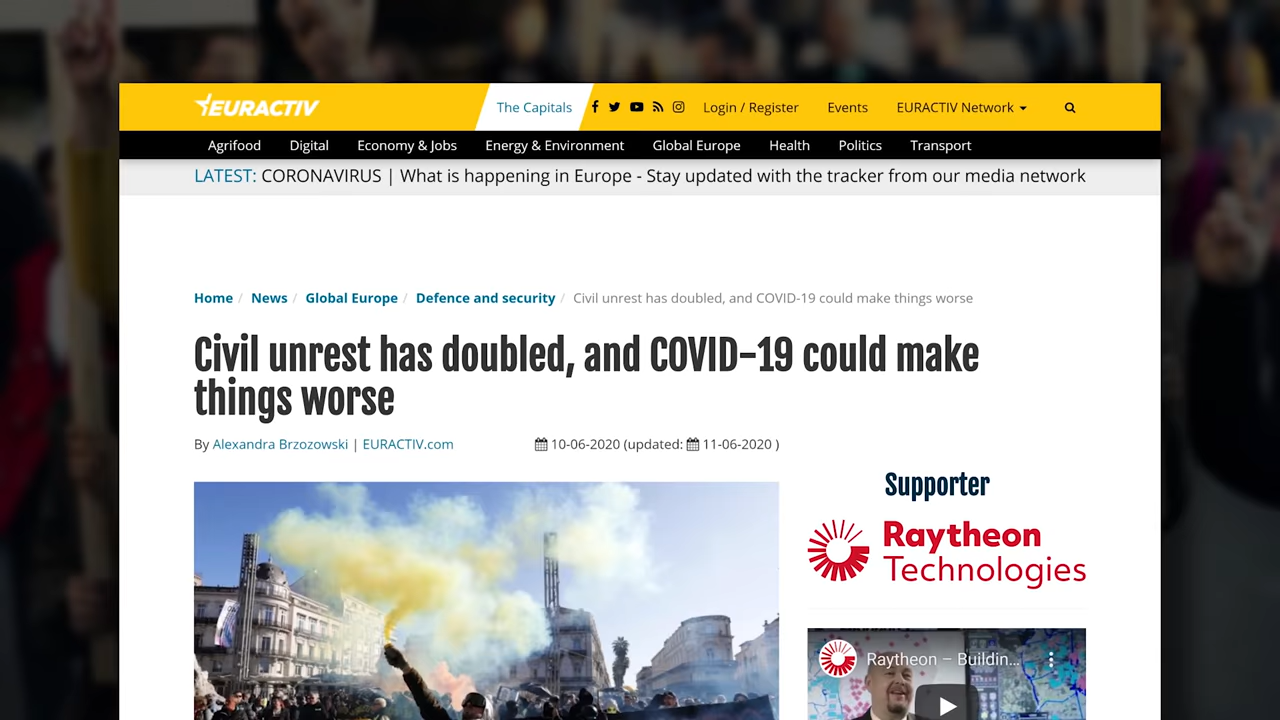 EURACTIV
The Capitals
Login / Register
Events
EURACTIV Network
Agrifood Digital Economy & Jobs Energy & Environment Global Europe Health Politics Transport
LATEST: CORONAVIRUS | What is happening in Europe - Stay updated with the tracker from our media network
Home / News / Global Europe / Defence and security / Civil unrest has doubled, and COVID-19 could make things worse
Civil unrest has doubled, and COVID-19 could make
things worse
By Alexandra Brzozowski | EURACTIV.com
10-06-2020 (updated: 11-06-2020 )
Supporter
Raytheon
Technologies
Raytheon – Buildin...